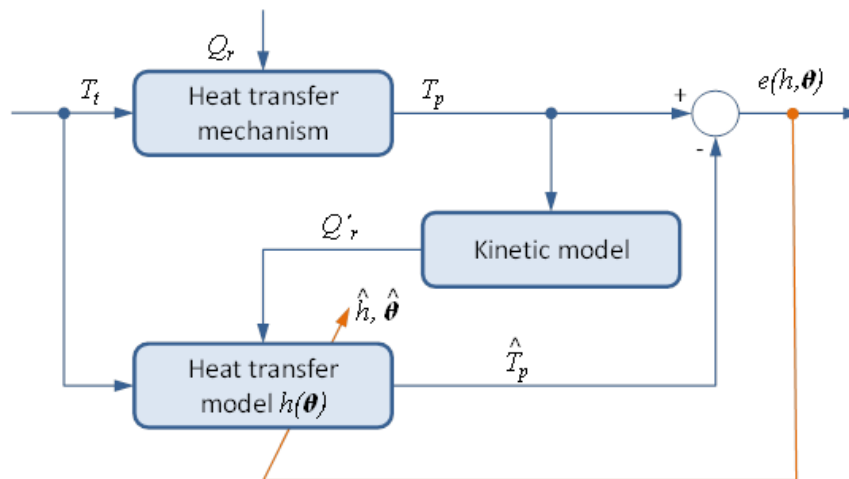 Q_r
T_t
Heat transfer
mechanism
T_p
+
-
e(h,θ)
Q´_r
Kinetic model
ĥ, θ̂
Heat transfer
model h(θ)
T̂_p